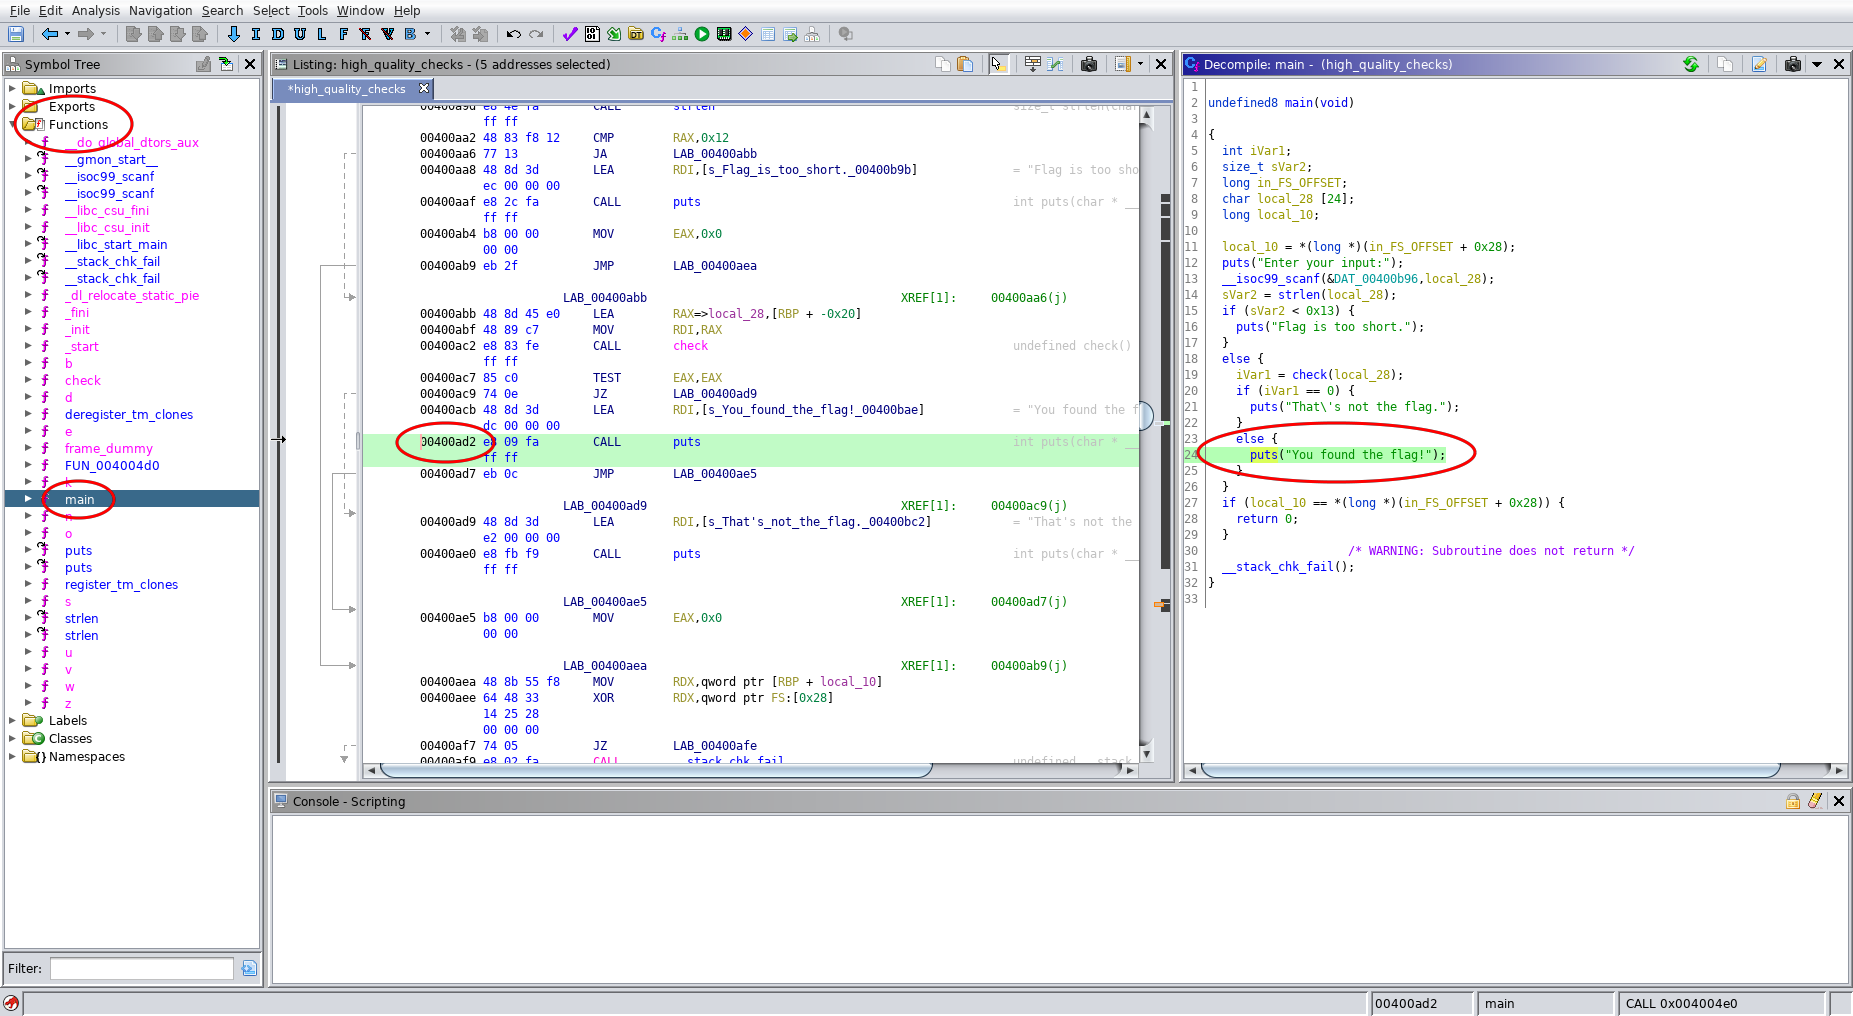 File Edit Analysis Navigation Search Select Tools Window Help
I D U L F R V B
Symbol Tree
Imports
Exports
Functions
__do_global_dtors_aux
__gmon_start__
__isoc99_scanf
__isoc99_scanf
__libc_csu_fini
__libc_csu_init
__libc_start_main
__stack_chk_fail
__stack_chk_fail
_dl_relocate_static_pie
_fini
_init
_start
b
check
d
deregister_tm_clones
e
frame_dummy
FUN_004004d0
k
main
n
o
puts
puts
register_tm_clones
s
strlen
strlen
u
v
w
z
Labels
Classes
Namespaces
Filter:
Listing: high_quality_checks - (5 addresses selected)
*high_quality_checks
00400a9d e8 4e fa CALL strlen size_t strlen(char
ff ff
00400aa2 48 83 f8 12 CMP RAX,0x12
00400aa6 77 13 JA LAB_00400abb
00400aa8 48 8d 3d LEA RDI,[s_Flag_is_too_short._00400b9b] = "Flag is too sho
ec 00 00 00
00400aaf e8 2c fa CALL puts int puts(char * __
ff ff
00400ab4 b8 00 00 MOV EAX,0x0
00 00
00400ab9 eb 2f JMP LAB_00400aea
LAB_00400abb XREF[1]: 00400aa6(j)
00400abb 48 8d 45 e0 LEA RAX=>local_28,[RBP + -0x20]
00400abf 48 89 c7 MOV RDI,RAX
00400ac2 e8 83 fe CALL check undefined check()
ff ff
00400ac7 85 c0 TEST EAX,EAX
00400ac9 74 0e JZ LAB_00400ad9
00400acb 48 8d 3d LEA RDI,[s_You_found_the_flag!_00400bae] = "You found the f
dc 00 00 00
00400ad2 e8 09 fa CALL puts int puts(char * __
ff ff
00400ad7 eb 0c JMP LAB_00400ae5
LAB_00400ad9 XREF[1]: 00400ac9(j)
00400ad9 48 8d 3d LEA RDI,[s_That's_not_the_flag._00400bc2] = "That's not the
e2 00 00 00
00400ae0 e8 fb f9 CALL puts int puts(char * __
ff ff
LAB_00400ae5 XREF[1]: 00400ad7(j)
00400ae5 b8 00 00 MOV EAX,0x0
00 00
LAB_00400aea XREF[1]: 00400ab9(j)
00400aea 48 8b 55 f8 MOV RDX,qword ptr [RBP + local_10]
00400aee 64 48 33 XOR RDX,qword ptr FS:[0x28]
14 25 28
00 00 00
00400af7 74 05 JZ LAB_00400afe
00400af9 e8 02 fa CALL __stack_chk_fail undefined __stack
Decompile: main - (high_quality_checks)
1
2 undefined8 main(void)
3
4 {
5 int iVar1;
6 size_t sVar2;
7 long in_FS_OFFSET;
8 char local_28 [24];
9 long local_10;
10
11 local_10 = *(long *)(in_FS_OFFSET + 0x28);
12 puts("Enter your input:");
13 __isoc99_scanf(&DAT_00400b96,local_28);
14 sVar2 = strlen(local_28);
15 if (sVar2 < 0x13) {
16 puts("Flag is too short.");
17 }
18 else {
19 iVar1 = check(local_28);
20 if (iVar1 == 0) {
21 puts("That\'s not the flag.");
22 }
23 else {
24 puts("You found the flag!");
25 }
26 }
27 if (local_10 == *(long *)(in_FS_OFFSET + 0x28)) {
28 return 0;
29 }
30 /* WARNING: Subroutine does not return */
31 __stack_chk_fail();
32 }
33
Console - Scripting
00400ad2 main CALL 0x004004e0